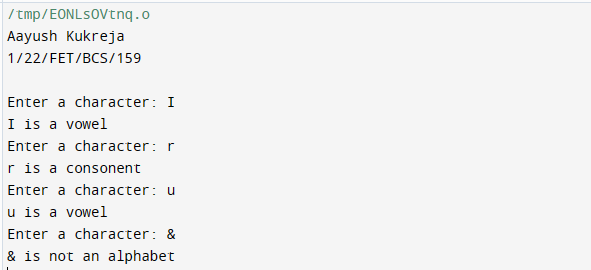 /tmp/EONLsOVtnq.o
Aayush Kukreja
1/22/FET/BCS/159
Enter a character: I
I is a vowel
Enter a character: r
r is a consonent
Enter a character: u
u is a vowel
Enter a character: &
& is not an alphabet